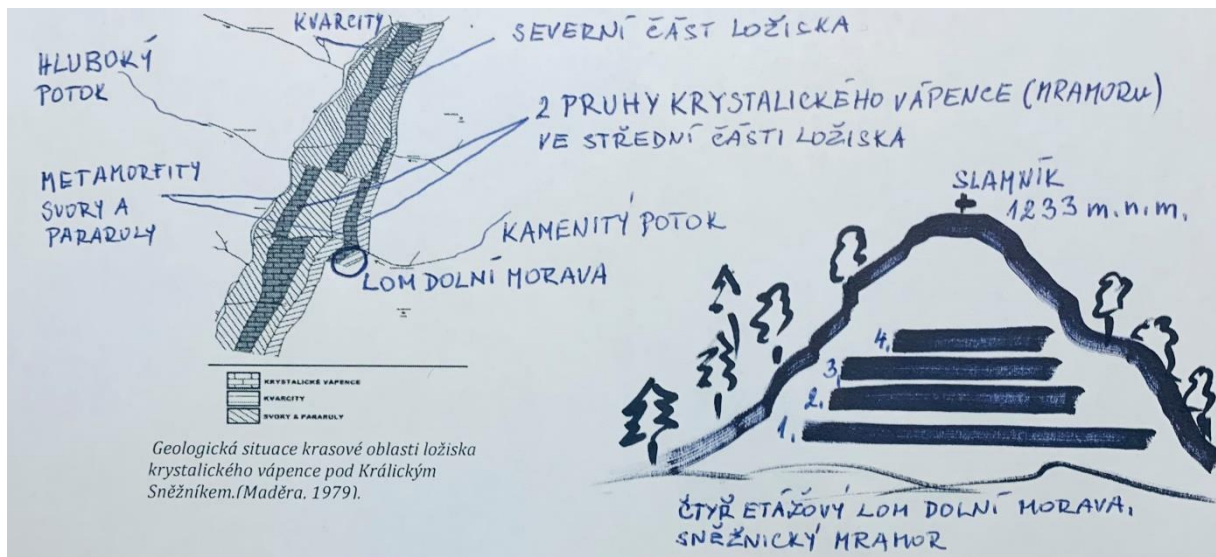 KVARCITY
SEVERNÍ ČÁST LOŽISKA
HLUBOKÝ
POTOK
2 PRUHY KRYSTALICKÉHO VÁPENCE (MRAMORU)
VE STŘEDNÍ ČÁSTI LOŽISKA
METAMORFITY
SVORY A
PARARULY
KAMENITÝ POTOK
LOM DOLNÍ MORAVA
SLAMNÍK
1233 m.n.m.
4.
3.
2.
1.
KRYSTALICKÉ VÁPENCE
KVARCITY
SVORY A PARARULY
Geologická situace krasové oblasti ložiska
krystalického vápence pod Králickým
Sněžníkem.(Maděra. 1979).
ČTYŘ ETÁŽOVÝ LOM DOLNÍ MORAVA,
SNĚŽNICKÝ MRAMOR